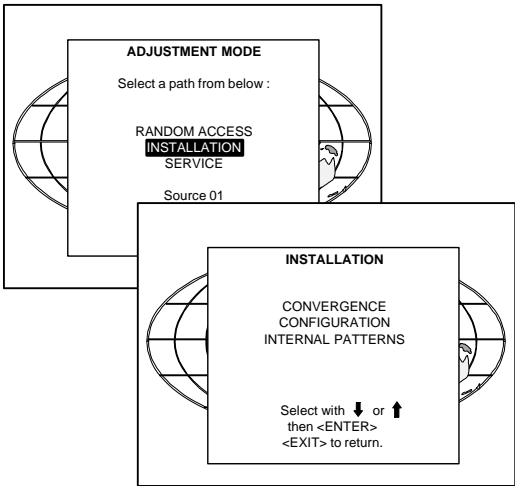 ADJUSTMENT MODE
Select a path from below :
RANDOM ACCESS
INSTALLATION
SERVICE
Source 01
INSTALLATION
CONVERGENCE
CONFIGURATION
INTERNAL PATTERNS
Select with ⬇ or ⬆
then <ENTER>
<EXIT> to return.